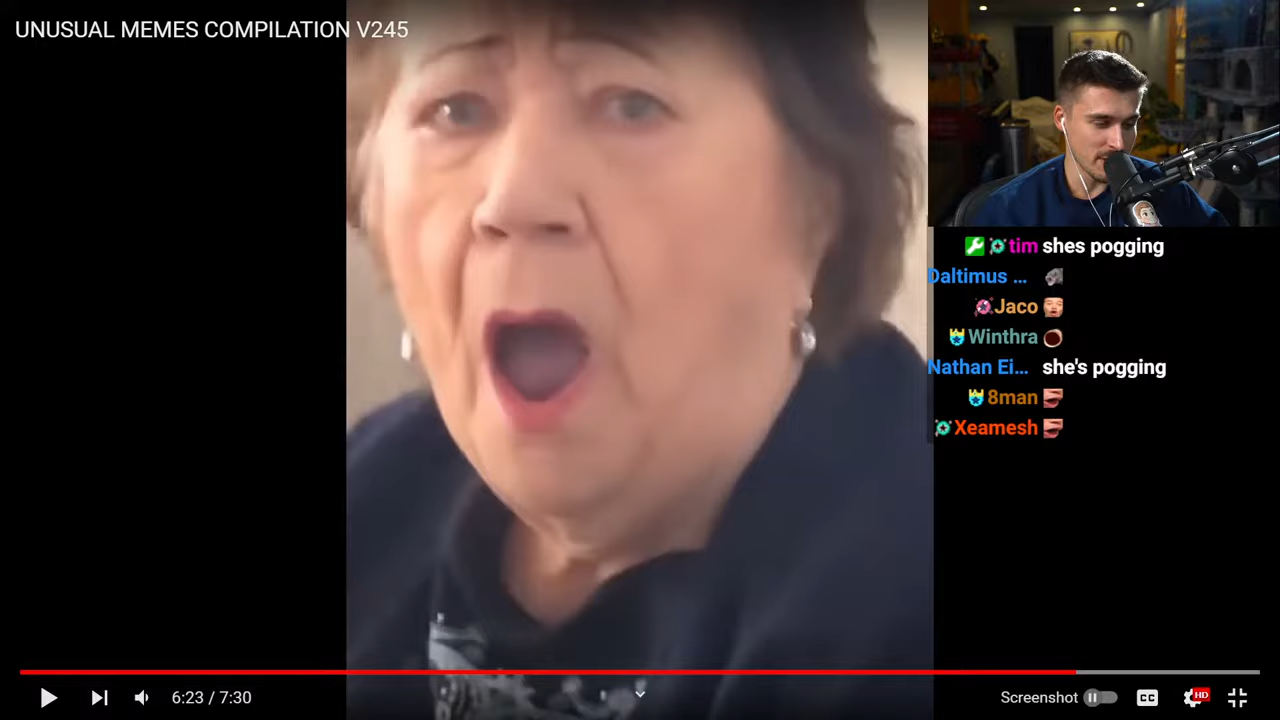 UNUSUAL MEMES COMPILATION V245
tim shes pogging
Daltimus ...
Jaco
Winthra
Nathan Ei... she's pogging
8man
Xeamesh
6:23 / 7:30
Screenshot
CC
HD